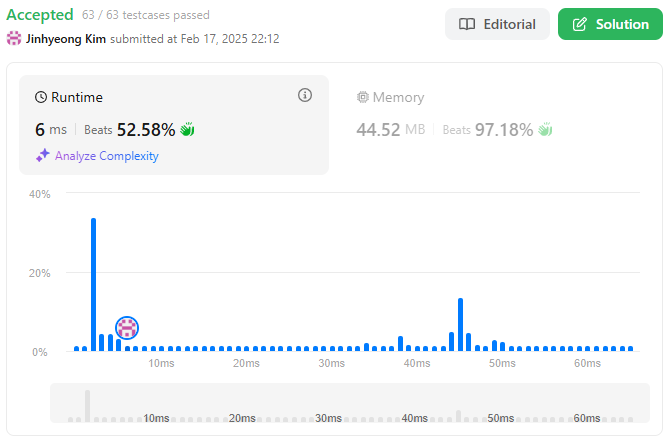 Accepted 63 / 63 testcases passed
Editorial
Solution
Jinhyeong Kim submitted at Feb 17, 2025 22:12
Runtime
Memory
6 ms Beats 52.58%
44.52 MB Beats 97.18%
Analyze Complexity
40%
20%
0%
10ms 20ms 30ms 40ms 50ms 60ms
10ms 20ms 30ms 40ms 50ms 60ms